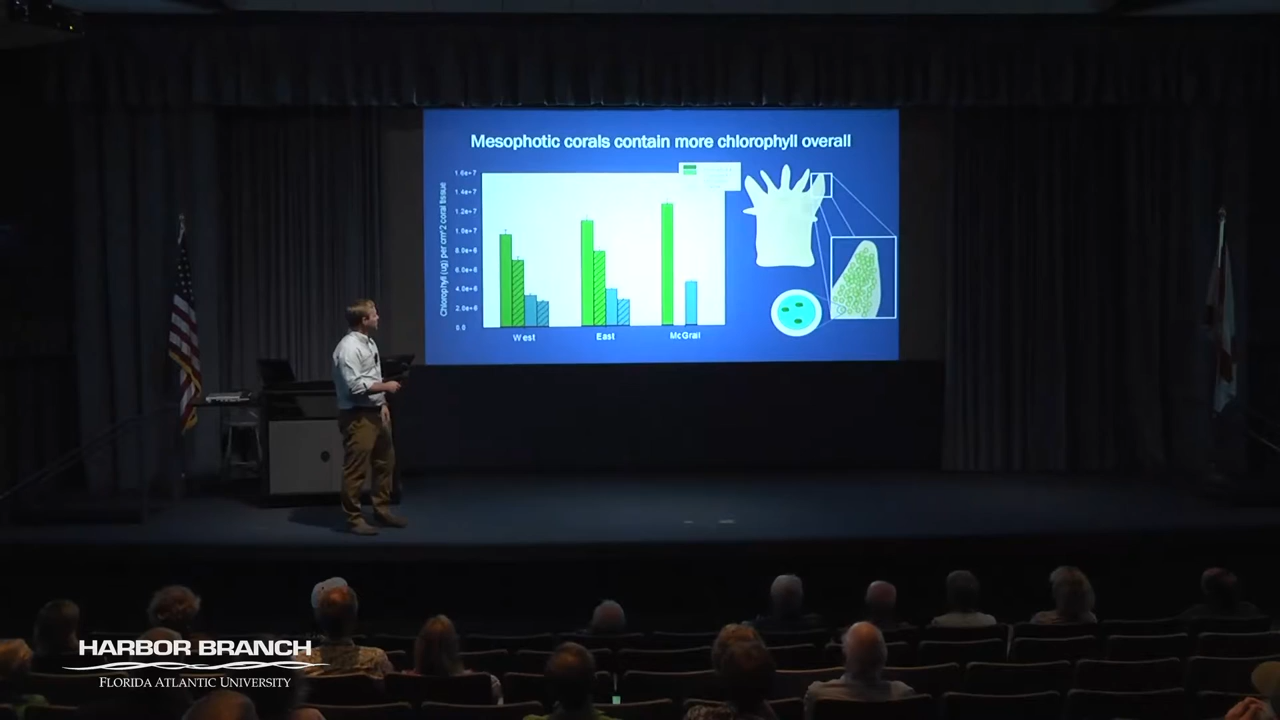 Mesophotic corals contain more chlorophyll overall
Chlorophyll (ug) per cm^2 coral tissue
1.6e+7
1.4e+7
1.2e+7
1.0e+7
8.0e+6
6.0e+6
4.0e+6
2.0e+6
0.0
West
East
McGrail
HARBOR BRANCH
FLORIDA ATLANTIC UNIVERSITY